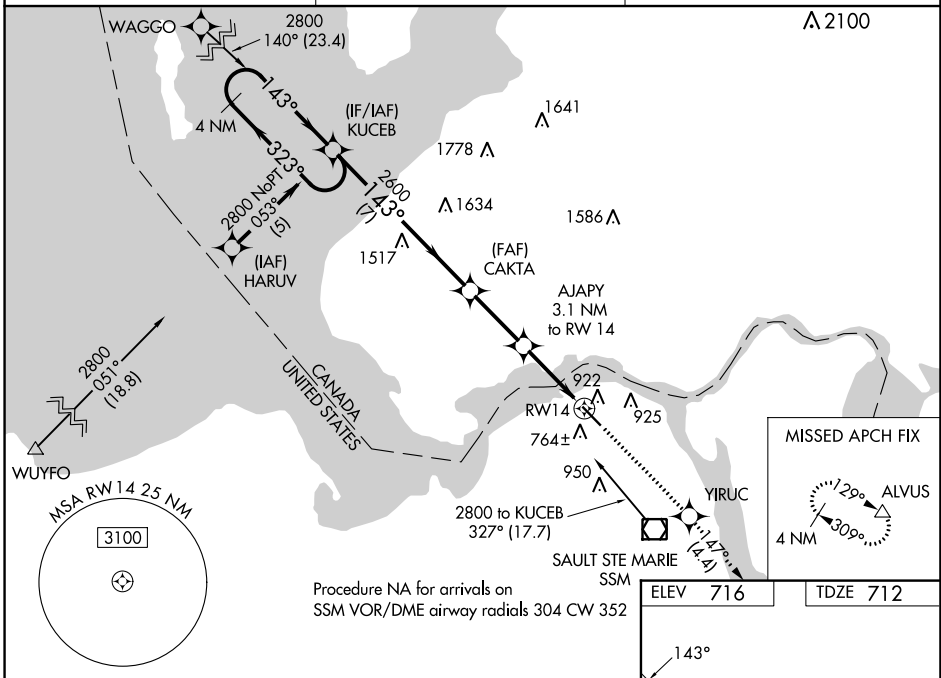 WAGGO
2800
140° (23.4)
2100
143°
4 NM
(IF/IAF)
KUCEB
1641
1778
323°
2800 NoPT
053°
(5)
2600
143°
(7)
1634
1586
1517
(IAF)
HARUV
(FAF)
CAKTA
AJAPY
3.1 NM
to RW 14
2800
051°
(18.8)
CANADA
UNITED STATES
922
RW14
925
764±
WUYFO
950
MISSED APCH FIX
129°
ALVUS
309°
4 NM
MSA RW14 25 NM
3100
2800 to KUCEB
327° (17.7)
YIRUC
SAULT STE MARIE
SSM
147°
(4.4)
Procedure NA for arrivals on
SSM VOR/DME airway radials 304 CW 352
ELEV 716
TDZE 712
143°